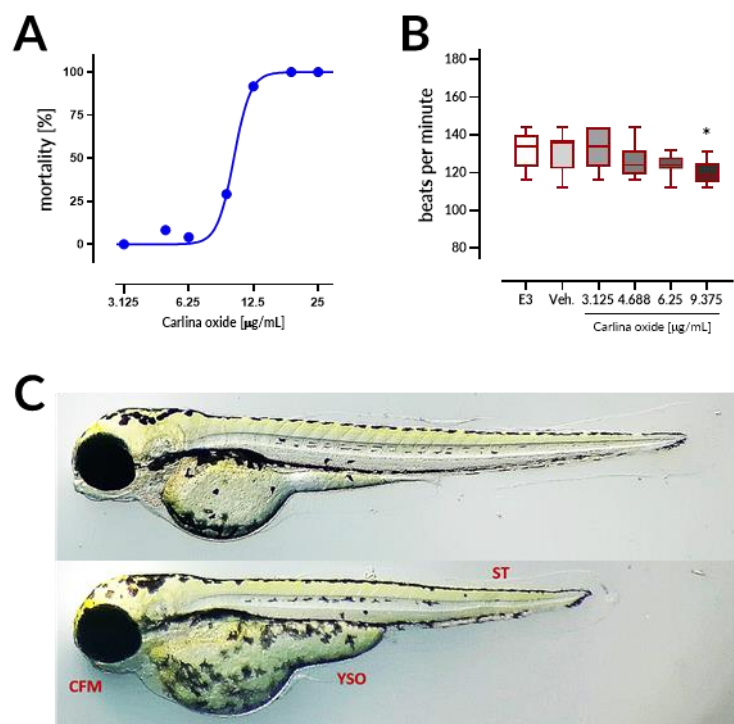 A
mortality [%]
100
75
50
25
0
3.125 6.25 12.5 25
Carlina oxide [µg/mL]
B
beats per minute
180
160
140
120
100
80
*
E3 Veh. 3.125 4.688 6.25 9.375
Carlina oxide [µg/mL]
C
ST
CFM
YSO